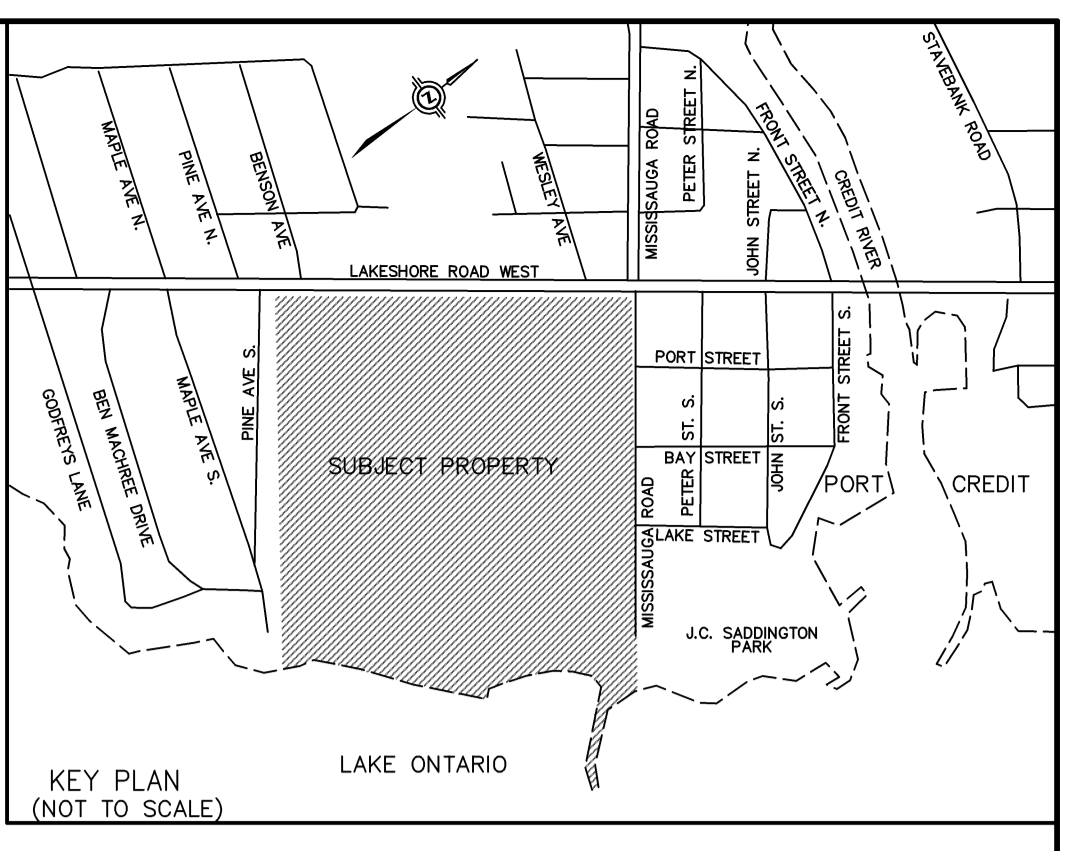 STAVEBANK ROAD
MAPLE AVE N.
PINE AVE N.
BENSON AVE
N
WESLEY AVE
MISSISSAUGA ROAD
PETER STREET N.
FRONT STREET N.
JOHN STREET N.
CREDIT RIVER
LAKESHORE ROAD WEST
GODFREYS LANE
BEN MACHREE DRIVE
MAPLE AVE S.
PINE AVE S.
SUBJECT PROPERTY
PORT STREET
PETER ST. S.
JOHN ST. S.
FRONT STREET S.
BAY STREET
PORT CREDIT
MISSISSAUGA ROAD
LAKE STREET
J.C. SADDINGTON
PARK
LAKE ONTARIO
KEY PLAN
(NOT TO SCALE)